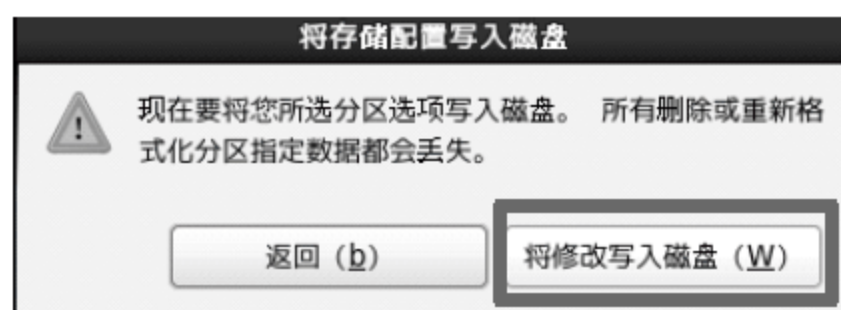 将存储配置写入磁盘
现在要将您所选分区选项写入磁盘。 所有删除或重新格
式化分区指定数据都会丢失。
返回（b） 将修改写入磁盘（W）